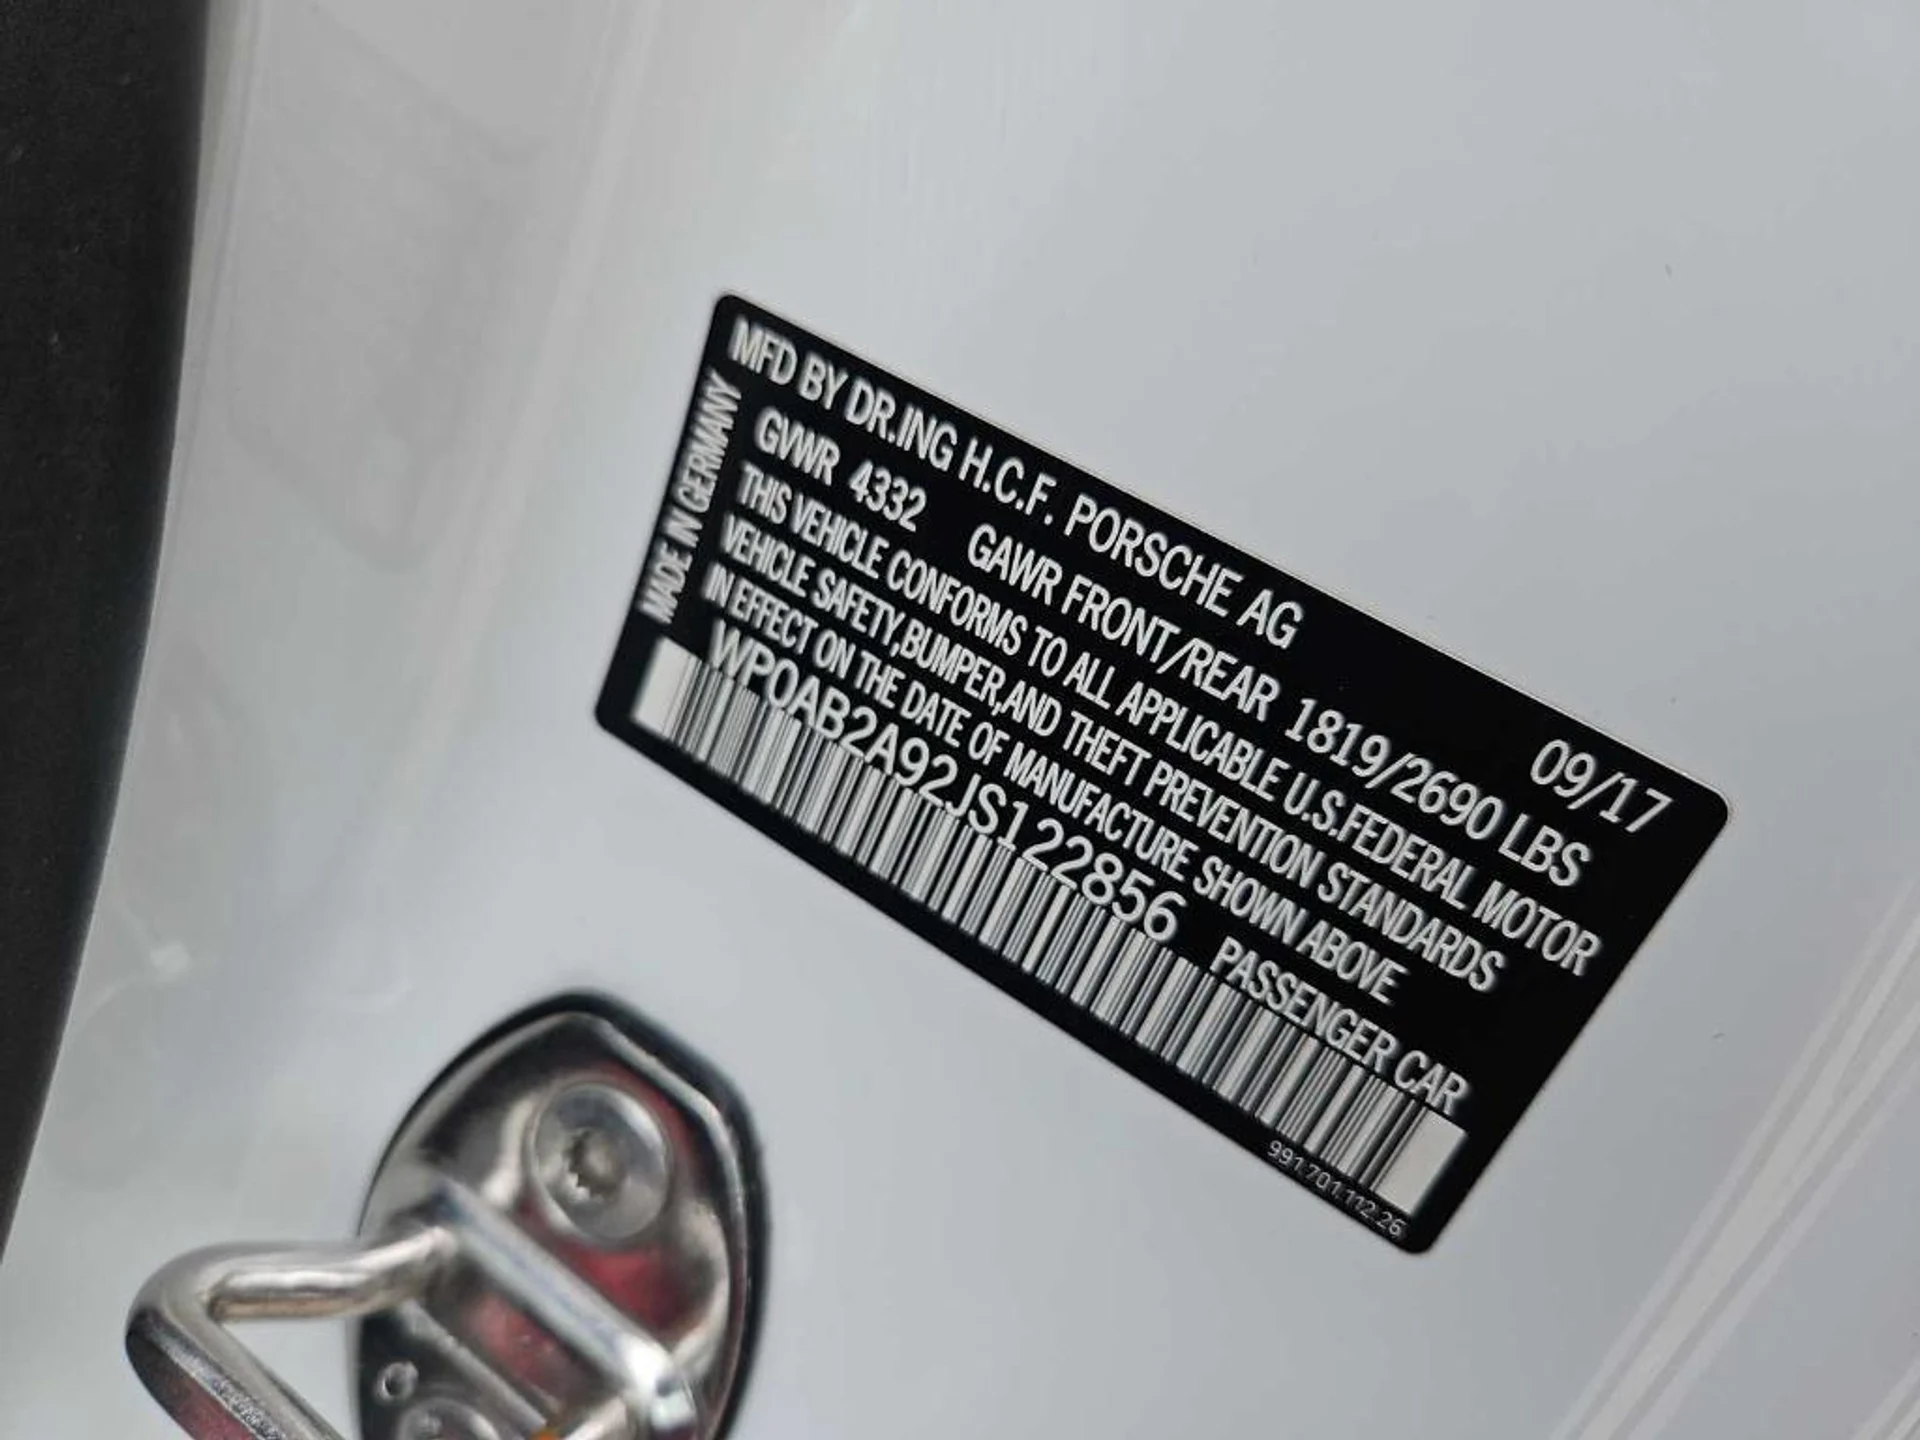 MFD BY DR.ING H.C.F. PORSCHE AG 09/17
GVWR 4332 GAWR FRONT/REAR 1819/2690 LBS
THIS VEHICLE CONFORMS TO ALL APPLICABLE U.S.FEDERAL MOTOR
VEHICLE SAFETY,BUMPER,AND THEFT PREVENTION STANDARDS
IN EFFECT ON THE DATE OF MANUFACTURE SHOWN ABOVE
WP0AB2A92JS122856 PASSENGER CAR
MADE IN GERMANY
991.701.112.26